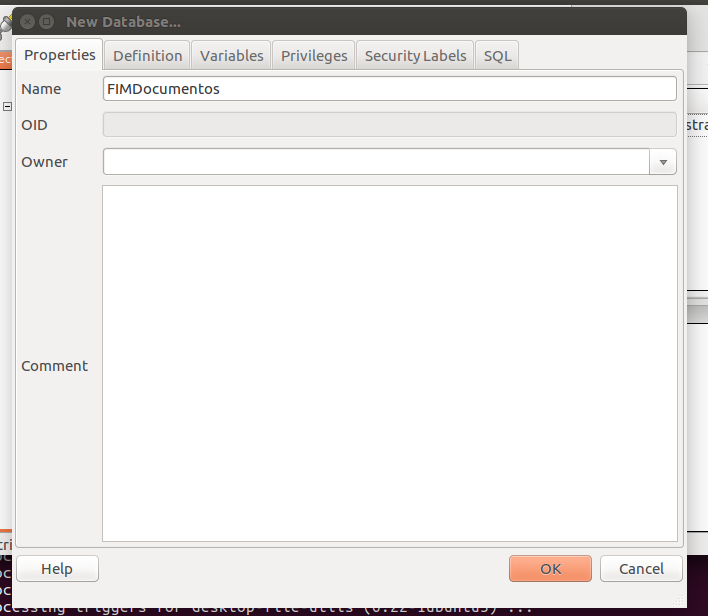 New Database...
Properties Definition Variables Privileges Security Labels SQL
Name FIMDocumentos
OID
Owner
Comment
Help OK Cancel